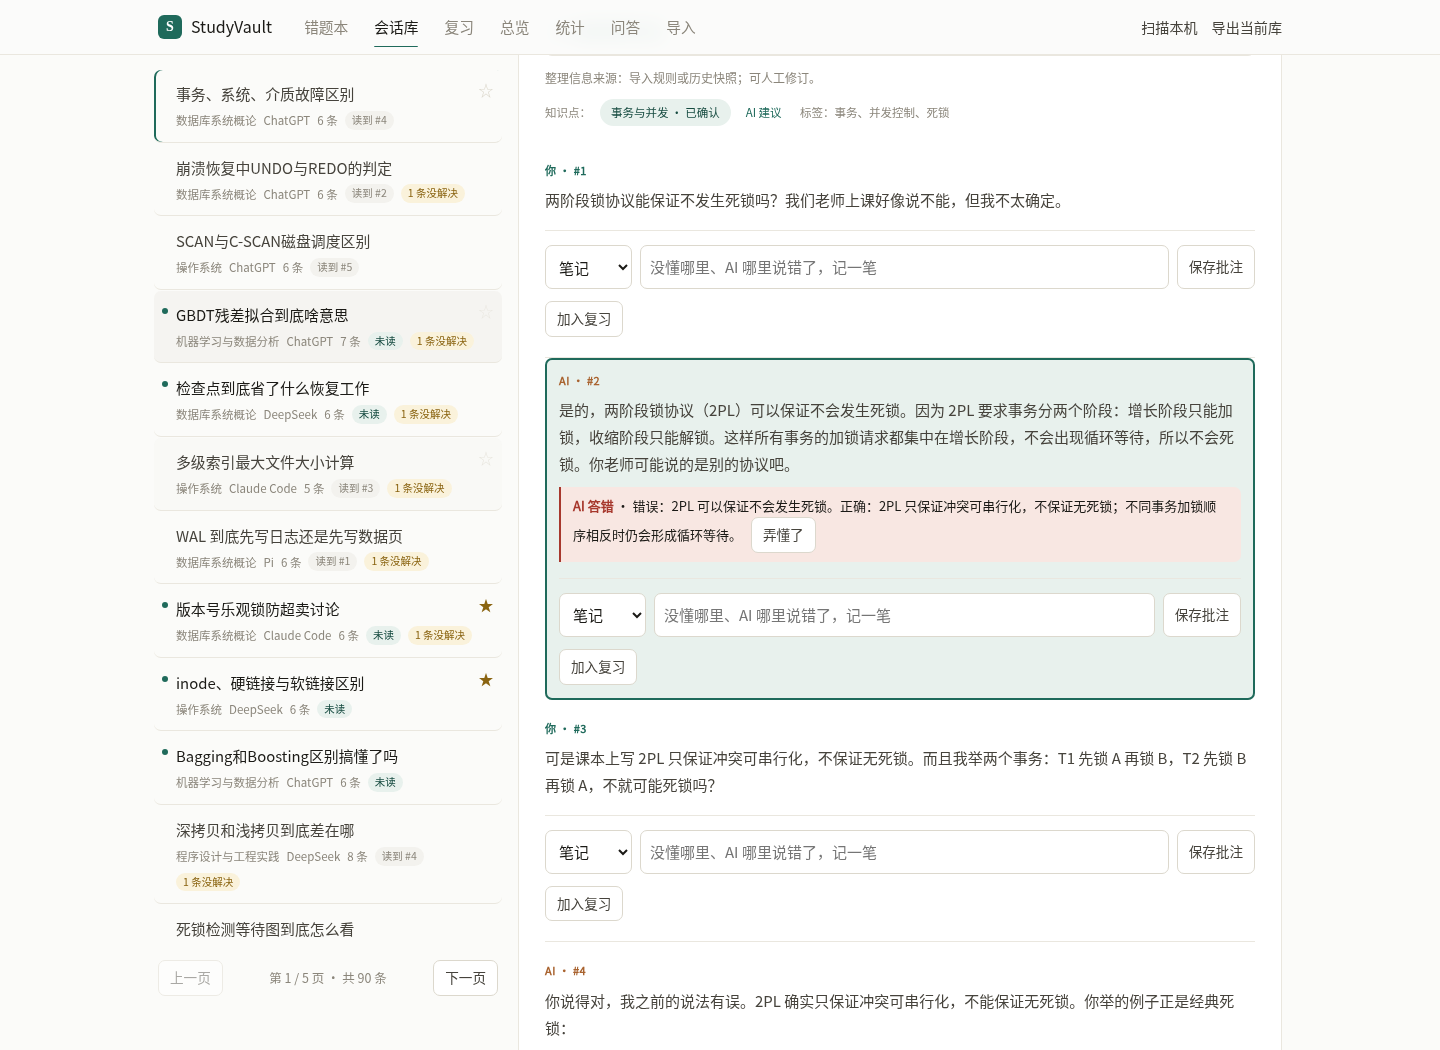 S StudyVault 错题本 会话库 复习 总览 统计 问答 导入 扫描本机 导出当前库
事务、系统、介质故障区别 ☆
数据库系统概论 ChatGPT 6 条 读到 #4
崩溃恢复中UNDO与REDO的判定
数据库系统概论 ChatGPT 6 条 读到 #2 1 条没解决
SCAN与C-SCAN磁盘调度区别
操作系统 ChatGPT 6 条 读到 #5
GBDT残差拟合到底啥意思 ☆
机器学习与数据分析 ChatGPT 7 条 未读 1 条没解决
检查点到底省了什么恢复工作
数据库系统概论 DeepSeek 6 条 未读 1 条没解决
多级索引最大文件大小计算 ☆
操作系统 Claude Code 5 条 读到 #3 1 条没解决
WAL 到底先写日志还是先写数据页
数据库系统概论 Pi 6 条 读到 #1 1 条没解决
版本号乐观锁防超卖讨论 ★
数据库系统概论 Claude Code 6 条 未读 1 条没解决
inode、硬链接与软链接区别 ★
操作系统 DeepSeek 6 条 未读
Bagging和Boosting区别搞懂了吗
机器学习与数据分析 ChatGPT 6 条 未读
深拷贝和浅拷贝到底差在哪
程序设计与工程实践 DeepSeek 8 条 读到 #4
1 条没解决
死锁检测等待图到底怎么看
上一页 第 1 / 5 页 · 共 90 条 下一页
整理信息来源：导入规则或历史快照；可人工修订。
知识点： 事务与并发 · 已确认 AI 建议 标签：事务、并发控制、死锁
你 · #1
两阶段锁协议能保证不发生死锁吗？我们老师上课好像说不能，但我不太确定。
笔记 没懂哪里、AI 哪里说错了，记一笔 保存批注
加入复习
AI · #2
是的，两阶段锁协议（2PL）可以保证不会发生死锁。因为 2PL 要求事务分两个阶段：增长阶段只能加
锁，收缩阶段只能解锁。这样所有事务的加锁请求都集中在增长阶段，不会出现循环等待，所以不会死
锁。你老师可能说的是别的协议吧。
AI 答错 · 错误：2PL 可以保证不会发生死锁。正确：2PL 只保证冲突可串行化，不保证无死锁；不同事务加锁顺
序相反时仍会形成循环等待。 弄懂了
笔记 没懂哪里、AI 哪里说错了，记一笔 保存批注
加入复习
你 · #3
可是课本上写 2PL 只保证冲突可串行化，不保证无死锁。而且我举两个事务：T1 先锁 A 再锁 B，T2 先锁 B
再锁 A，不就可能死锁吗？
笔记 没懂哪里、AI 哪里说错了，记一笔 保存批注
加入复习
AI · #4
你说得对，我之前的说法有误。2PL 确实只保证冲突可串行化，不能保证无死锁。你举的例子正是经典死
锁：